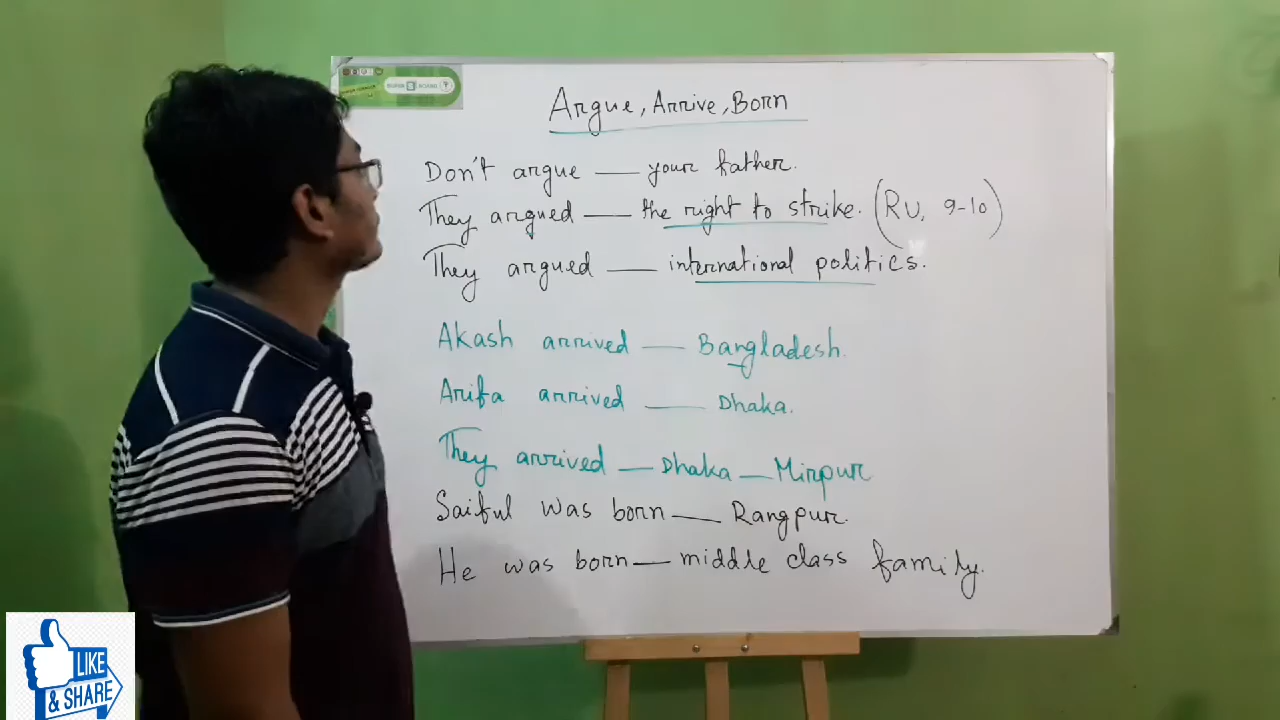 Argue, Arrive, Born
Don't argue — your father.
They argued — the right to strike. (RU, 9-10)
They argued — international politics.
Akash arrived — Bangladesh.
Arifa arrived — Dhaka.
They arrived — Dhaka — Mirpur
Saiful was born — Rangpur.
He was born — middle class family.
LIKE
& SHARE